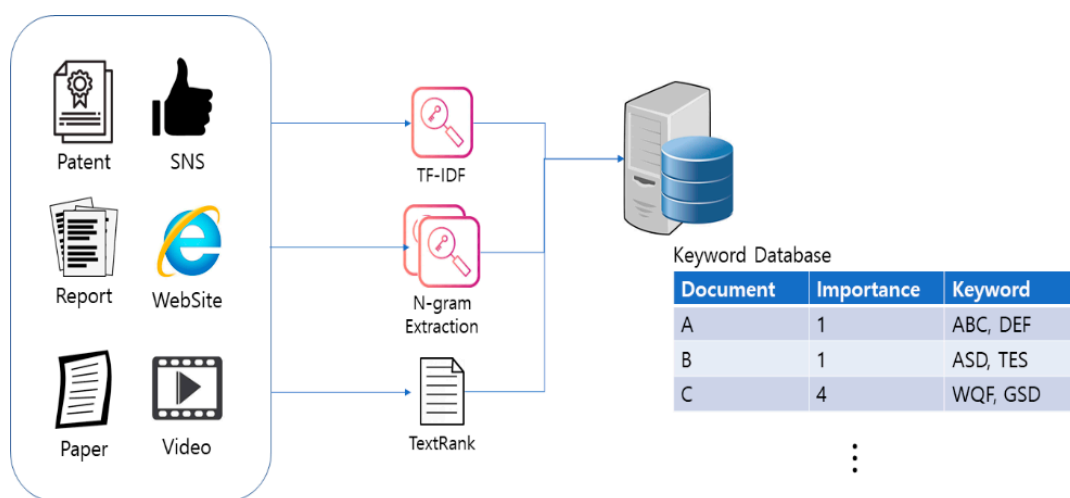 Patent
SNS
Report
WebSite
Paper
Video
TF-IDF
N-gram
Extraction
TextRank
Keyword Database
Document Importance Keyword
A 1 ABC, DEF
B 1 ASD, TES
C 4 WQF, GSD